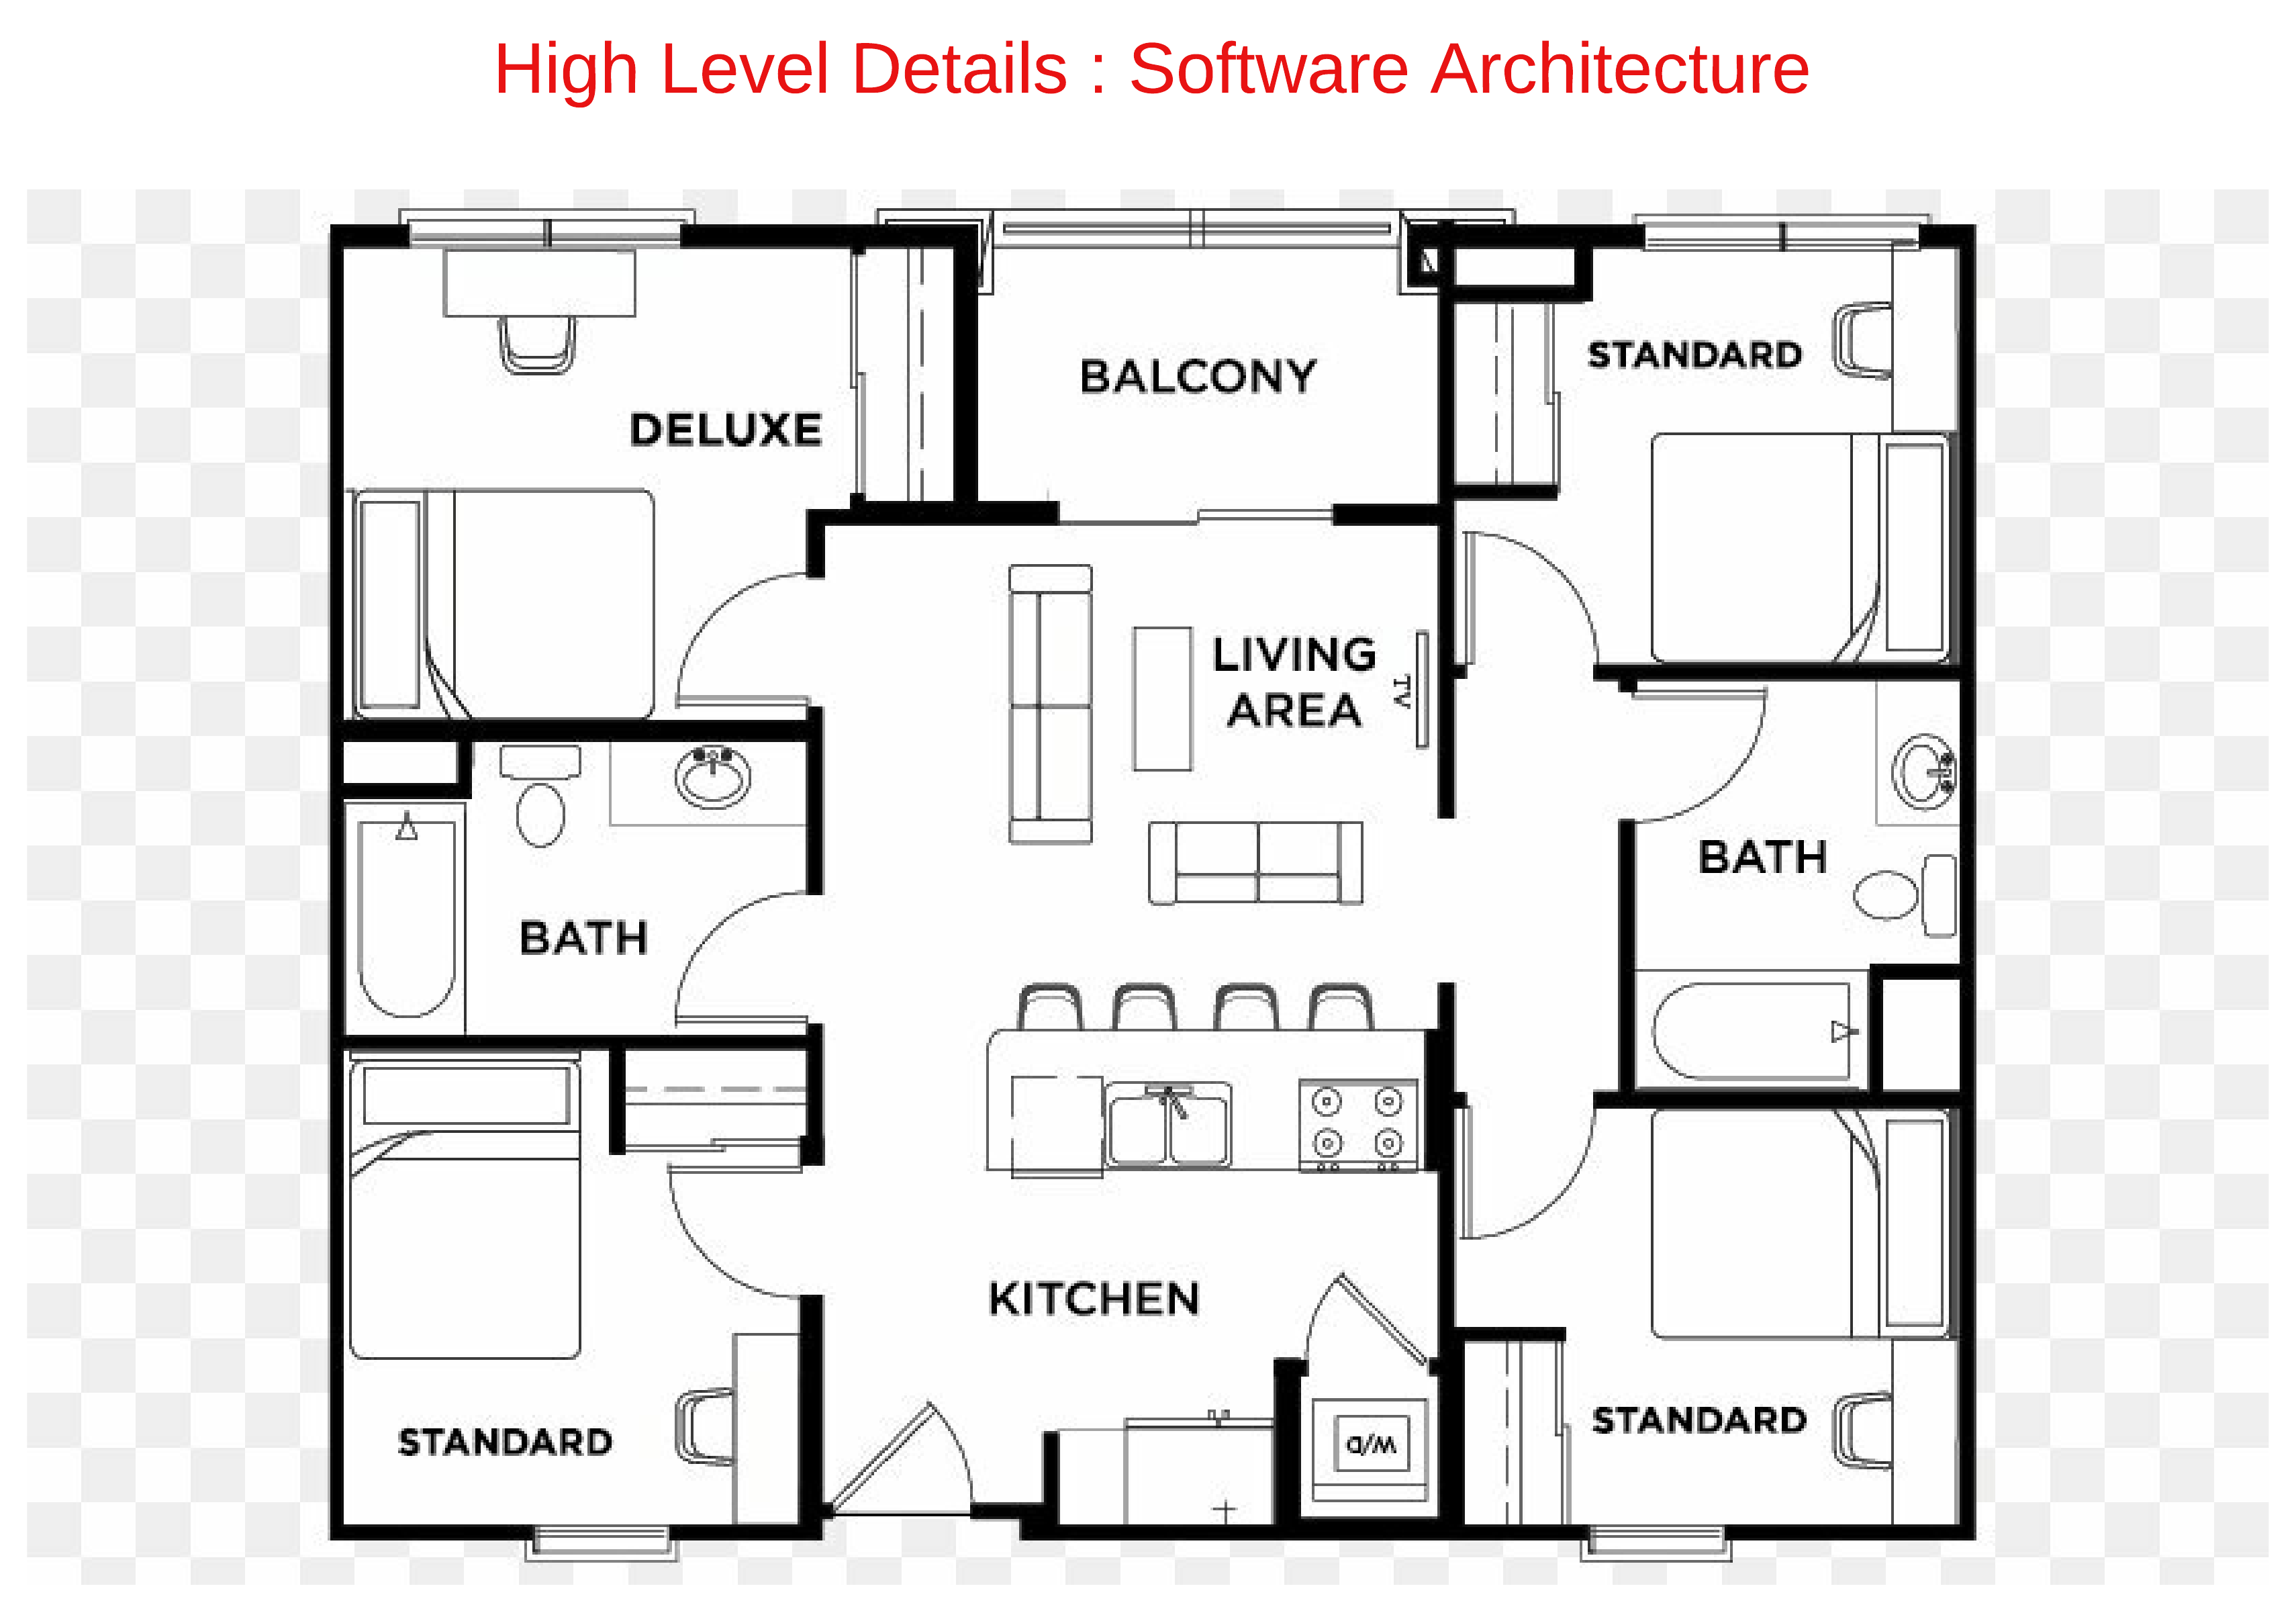 High Level Details : Software Architecture
BALCONY
STANDARD
DELUXE
LIVING
AREA
TV
BATH
BATH
KITCHEN
STANDARD
STANDARD
W/D